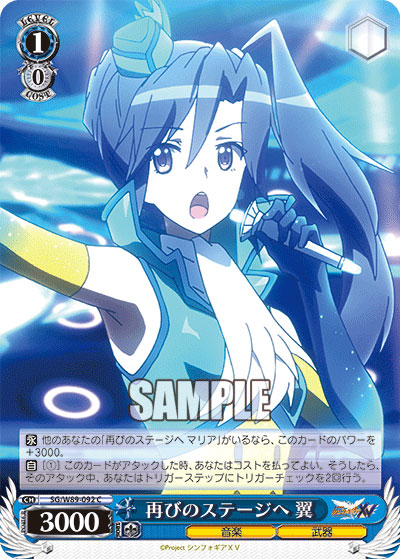 LEVEL
1
0
COST
SAMPLE
永 他のあなたの「再びのステージへ マリア」がいるなら、このカードのパワーを
+3000。
自 [①] このカードがアタックした時、あなたはコストを払ってよい。そうしたら、
そのアタック中、あなたはトリガーステップにトリガーチェックを2回行う。
CH SG/W89-092 C
3000
再びのステージへ 翼
音楽 武器
©Project シンフォギアXV